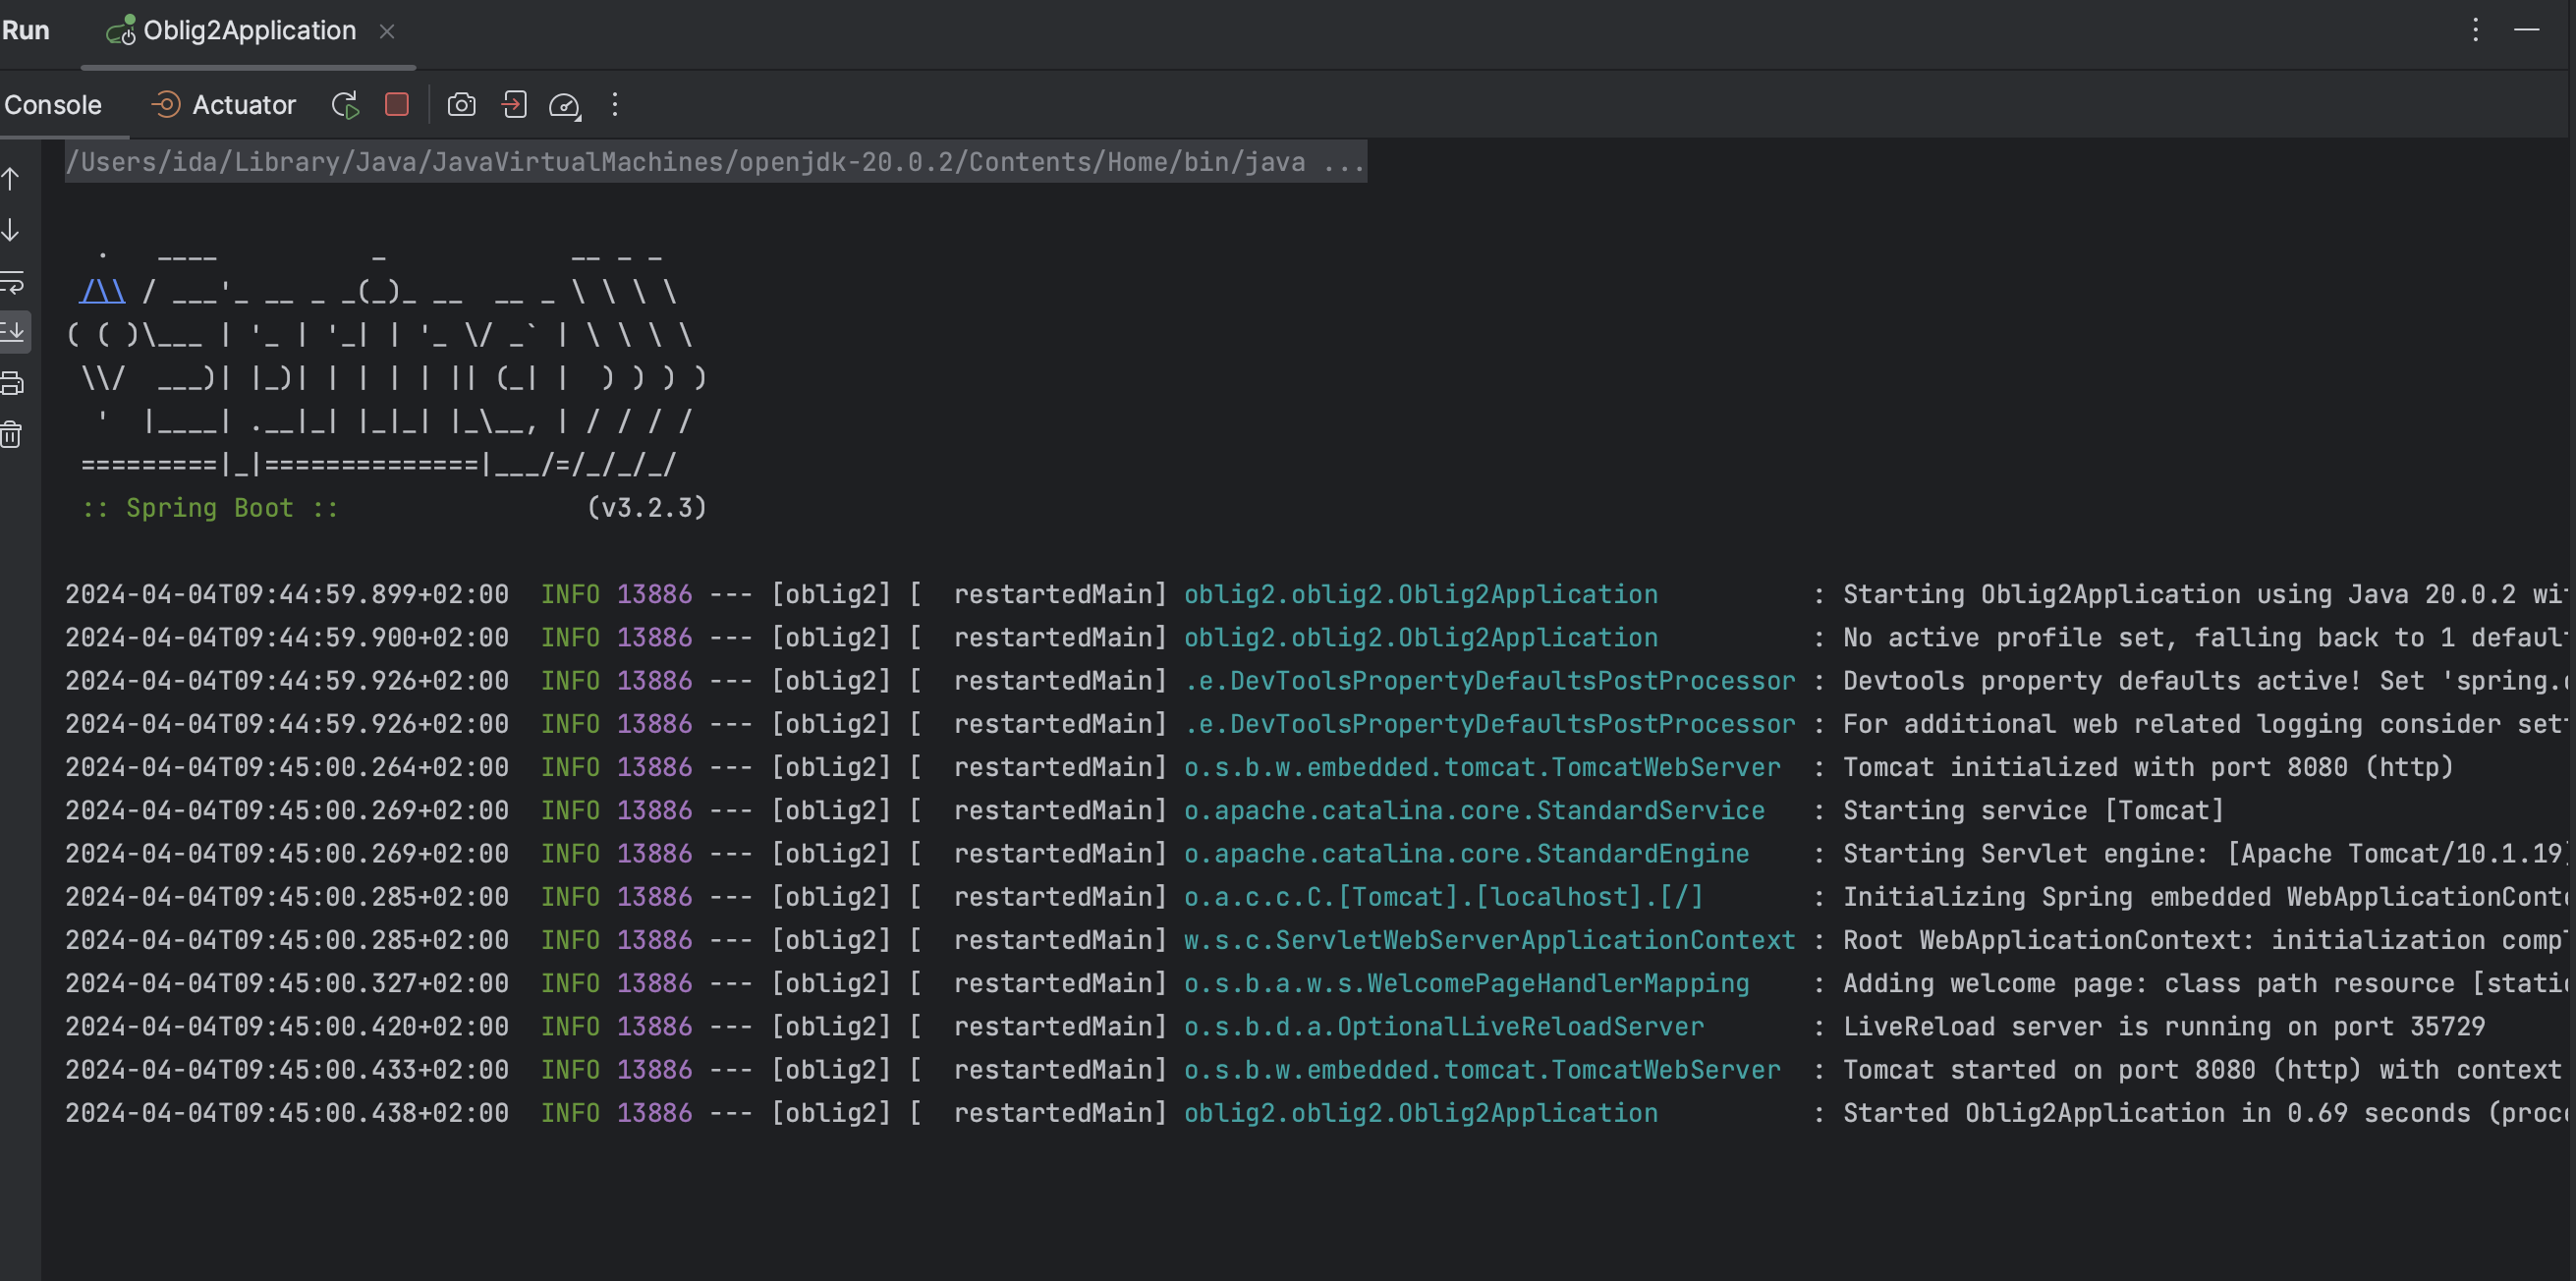 Run Oblig2Application
Console Actuator
/Users/ida/Library/Java/JavaVirtualMachines/openjdk-20.0.2/Contents/Home/bin/java ...
  .   ____          _            __ _ _
 /\\ / ___'_ __ _ _(_)_ __  __ _ \ \ \ \
( ( )\___ | '_ | '_| | '_ \/ _` | \ \ \ \
 \\/  ___)| |_)| | | | | || (_| |  ) ) ) )
  '  |____| .__|_| |_|_| |_\__, | / / / /
 =========|_|==============|___/=/_/_/_/
 :: Spring Boot ::                (v3.2.3)
2024-04-04T09:44:59.899+02:00  INFO 13886 --- [oblig2] [  restartedMain] oblig2.oblig2.Oblig2Application          : Starting Oblig2Application using Java 20.0.2 wi
2024-04-04T09:44:59.900+02:00  INFO 13886 --- [oblig2] [  restartedMain] oblig2.oblig2.Oblig2Application          : No active profile set, falling back to 1 defaul
2024-04-04T09:44:59.926+02:00  INFO 13886 --- [oblig2] [  restartedMain] .e.DevToolsPropertyDefaultsPostProcessor : Devtools property defaults active! Set 'spring.
2024-04-04T09:44:59.926+02:00  INFO 13886 --- [oblig2] [  restartedMain] .e.DevToolsPropertyDefaultsPostProcessor : For additional web related logging consider set
2024-04-04T09:45:00.264+02:00  INFO 13886 --- [oblig2] [  restartedMain] o.s.b.w.embedded.tomcat.TomcatWebServer  : Tomcat initialized with port 8080 (http)
2024-04-04T09:45:00.269+02:00  INFO 13886 --- [oblig2] [  restartedMain] o.apache.catalina.core.StandardService   : Starting service [Tomcat]
2024-04-04T09:45:00.269+02:00  INFO 13886 --- [oblig2] [  restartedMain] o.apache.catalina.core.StandardEngine    : Starting Servlet engine: [Apache Tomcat/10.1.19]
2024-04-04T09:45:00.285+02:00  INFO 13886 --- [oblig2] [  restartedMain] o.a.c.c.C.[Tomcat].[localhost].[/]       : Initializing Spring embedded WebApplicationConte
2024-04-04T09:45:00.285+02:00  INFO 13886 --- [oblig2] [  restartedMain] w.s.c.ServletWebServerApplicationContext : Root WebApplicationContext: initialization comp
2024-04-04T09:45:00.327+02:00  INFO 13886 --- [oblig2] [  restartedMain] o.s.b.a.w.s.WelcomePageHandlerMapping    : Adding welcome page: class path resource [stati
2024-04-04T09:45:00.420+02:00  INFO 13886 --- [oblig2] [  restartedMain] o.s.b.d.a.OptionalLiveReloadServer       : LiveReload server is running on port 35729
2024-04-04T09:45:00.433+02:00  INFO 13886 --- [oblig2] [  restartedMain] o.s.b.w.embedded.tomcat.TomcatWebServer  : Tomcat started on port 8080 (http) with context
2024-04-04T09:45:00.438+02:00  INFO 13886 --- [oblig2] [  restartedMain] oblig2.oblig2.Oblig2Application          : Started Oblig2Application in 0.69 seconds (proc